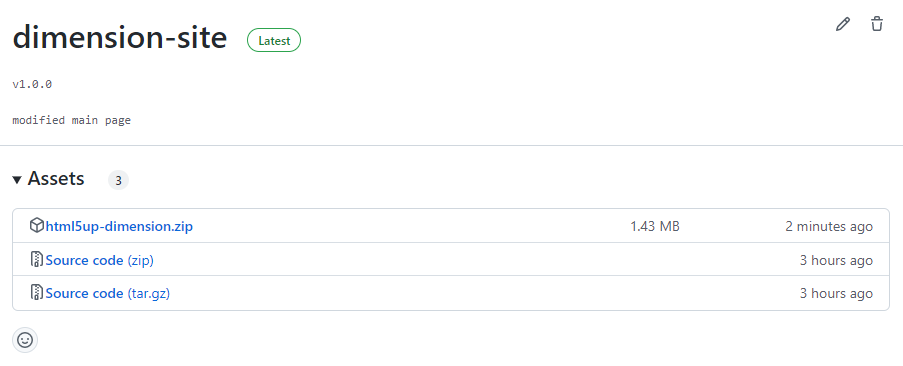 dimension-site Latest
v1.0.0
modified main page
Assets 3
html5up-dimension.zip 1.43 MB 2 minutes ago
Source code (zip) 3 hours ago
Source code (tar.gz) 3 hours ago